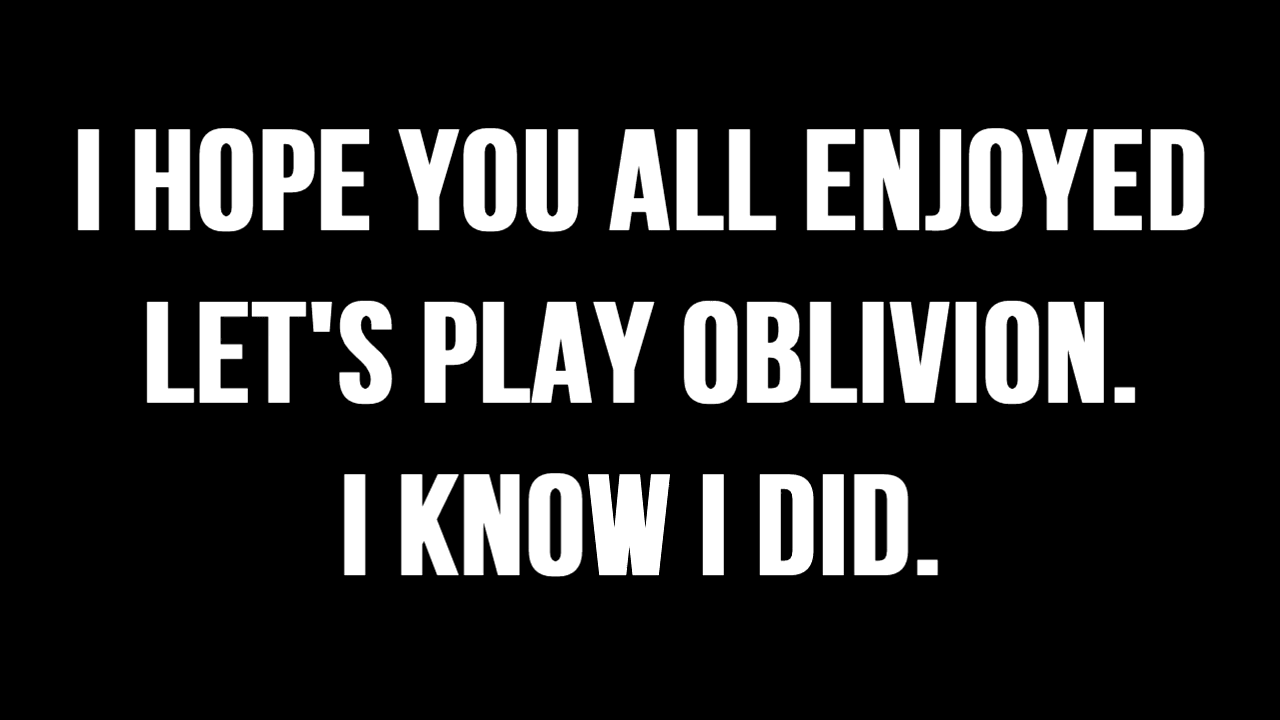 I HOPE YOU ALL ENJOYED
LET'S PLAY OBLIVION.
I KNOW I DID.